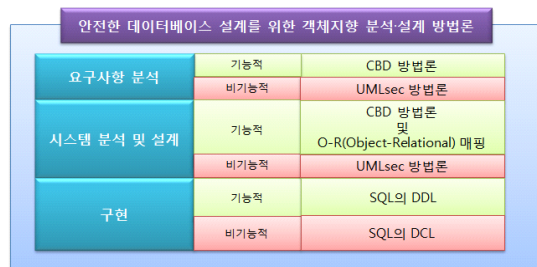 안전한 데이터베이스 설계를 위한 객체지향 분석·설계 방법론
요구사항 분석
기능적
CBD 방법론
비기능적
UMLsec 방법론
시스템 분석 및 설계
기능적
CBD 방법론
및
O-R(Object-Relational) 매핑
비기능적
UMLsec 방법론
구현
기능적
SQL의 DDL
비기능적
SQL의 DCL